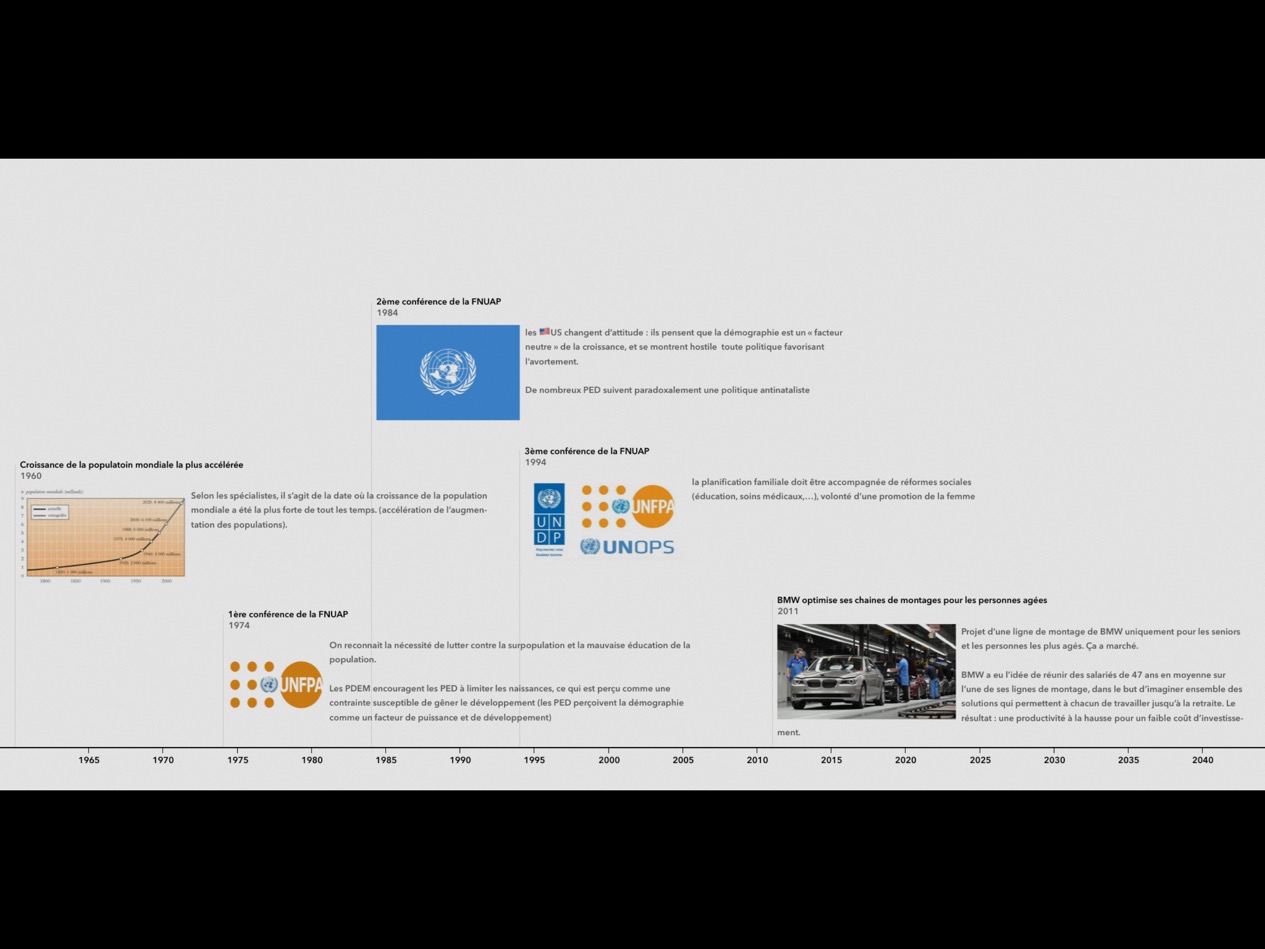 2ème conférence de la FNUAP
1984
les 🇺🇸US changent d'attitude : ils pensent que la démographie est un « facteur
neutre » de la croissance, et se montrent hostile  toute politique favorisant
l'avortement.
De nombreux PED suivent paradoxalement une politique antinataliste
3ème conférence de la FNUAP
1994
la planification familiale doit être accompagnée de réformes sociales
(éducation, soins médicaux,…), volonté d'une promotion de la femme
U N
D P
UNFPA
UNOPS
Croissance de la populatoin mondiale la plus accélérée
1960
Selon les spécialistes, il s'agit de la date où la croissance de la population
mondiale a été la plus forte de tout les temps. (accélération de l'augmen-
tation des populations).
1ère conférence de la FNUAP
1974
On reconnait la nécessité de lutter contre la surpopulation et la mauvaise éducation de la
population.
UNFPA
Les PDEM encouragent les PED à limiter les naissances, ce qui est perçu comme une
contrainte susceptible de gêner le développement (les PED perçoivent la démographie
comme un facteur de puissance et de développement)
BMW optimise ses chaines de montages pour les personnes agées
2011
Projet d'une ligne de montage de BMW uniquement pour les seniors
et les personnes les plus agés. Ça a marché.
BMW a eu l'idée de réunir des salariés de 47 ans en moyenne sur
l'une de ses lignes de montage, dans le but d'imaginer ensemble des
solutions qui permettent à chacun de travailler jusqu'à la retraite. Le
résultat : une productivité à la hausse pour un faible coût d'investisse-
ment.
1965 1970 1975 1980 1985 1990 1995 2000 2005 2010 2015 2020 2025 2030 2035 2040